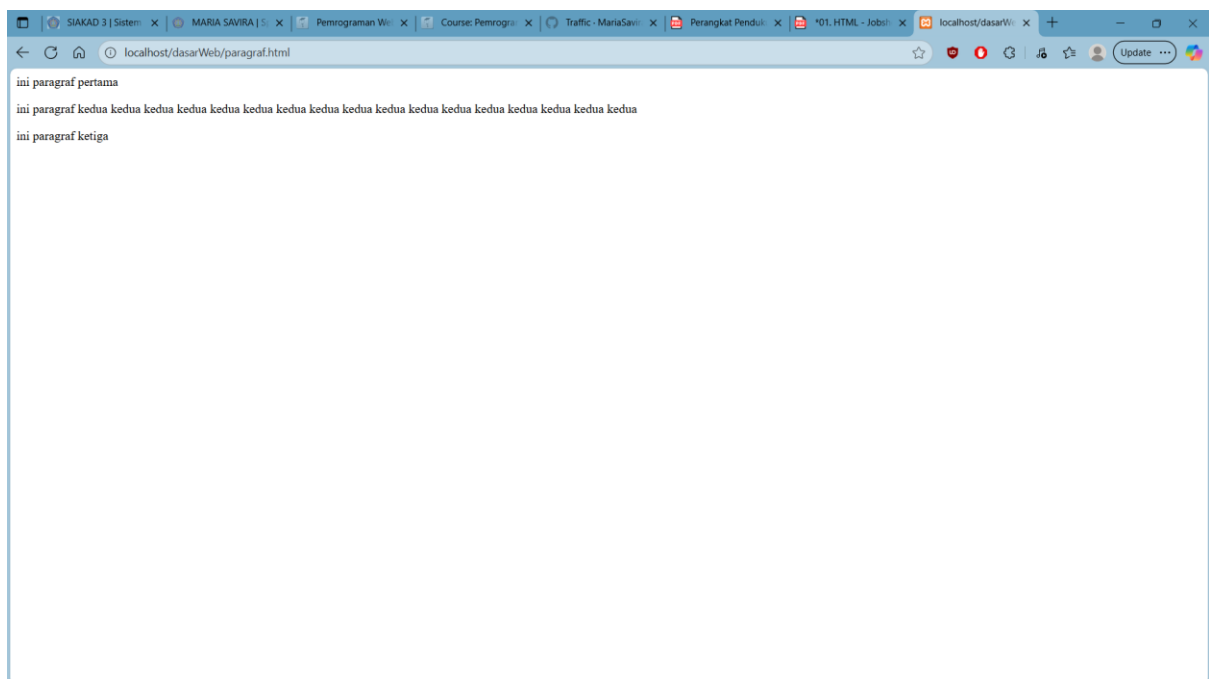 SIAKAD 3 | Sistem
MARIA SAVIRA | S
Pemrograman We
Course: Pemrogra
Traffic · MariaSavi
Perangkat Penduk
*01. HTML - Jobsh
localhost/dasarWe
localhost/dasarWeb/paragraf.html
Update
ini paragraf pertama
ini paragraf kedua kedua kedua kedua kedua kedua kedua kedua kedua kedua kedua kedua kedua kedua kedua kedua kedua
ini paragraf ketiga